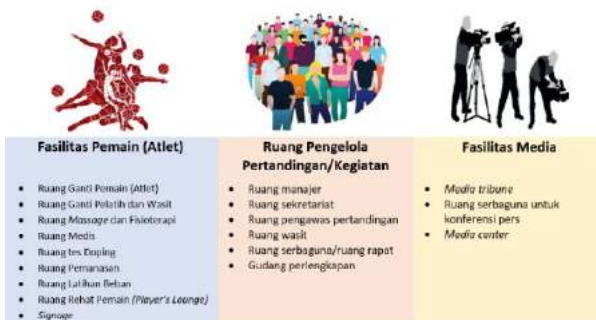 Fasilitas Pemain (Atlet)
Ruang Ganti Pemain (Atlet)
Ruang Ganti Pelatih dan Wasit
Ruang Massage dan Fisioterapi
Ruang Medis
Ruang tes Doping
Ruang Pemanasan
Ruang Latihan Beban
Ruang Rehat Pemain (Player's Lounge)
Signage
Ruang Pengelola
Pertandingan/Kegiatan
Ruang manajer
Ruang sekretariat
Ruang pengawas pertandingan
Ruang wasit
Ruang serbaguna/ruang rapat
Gudang perlengkapan
Fasilitas Media
Media tribune
Ruang serbaguna untuk
konferensi pers
Media center